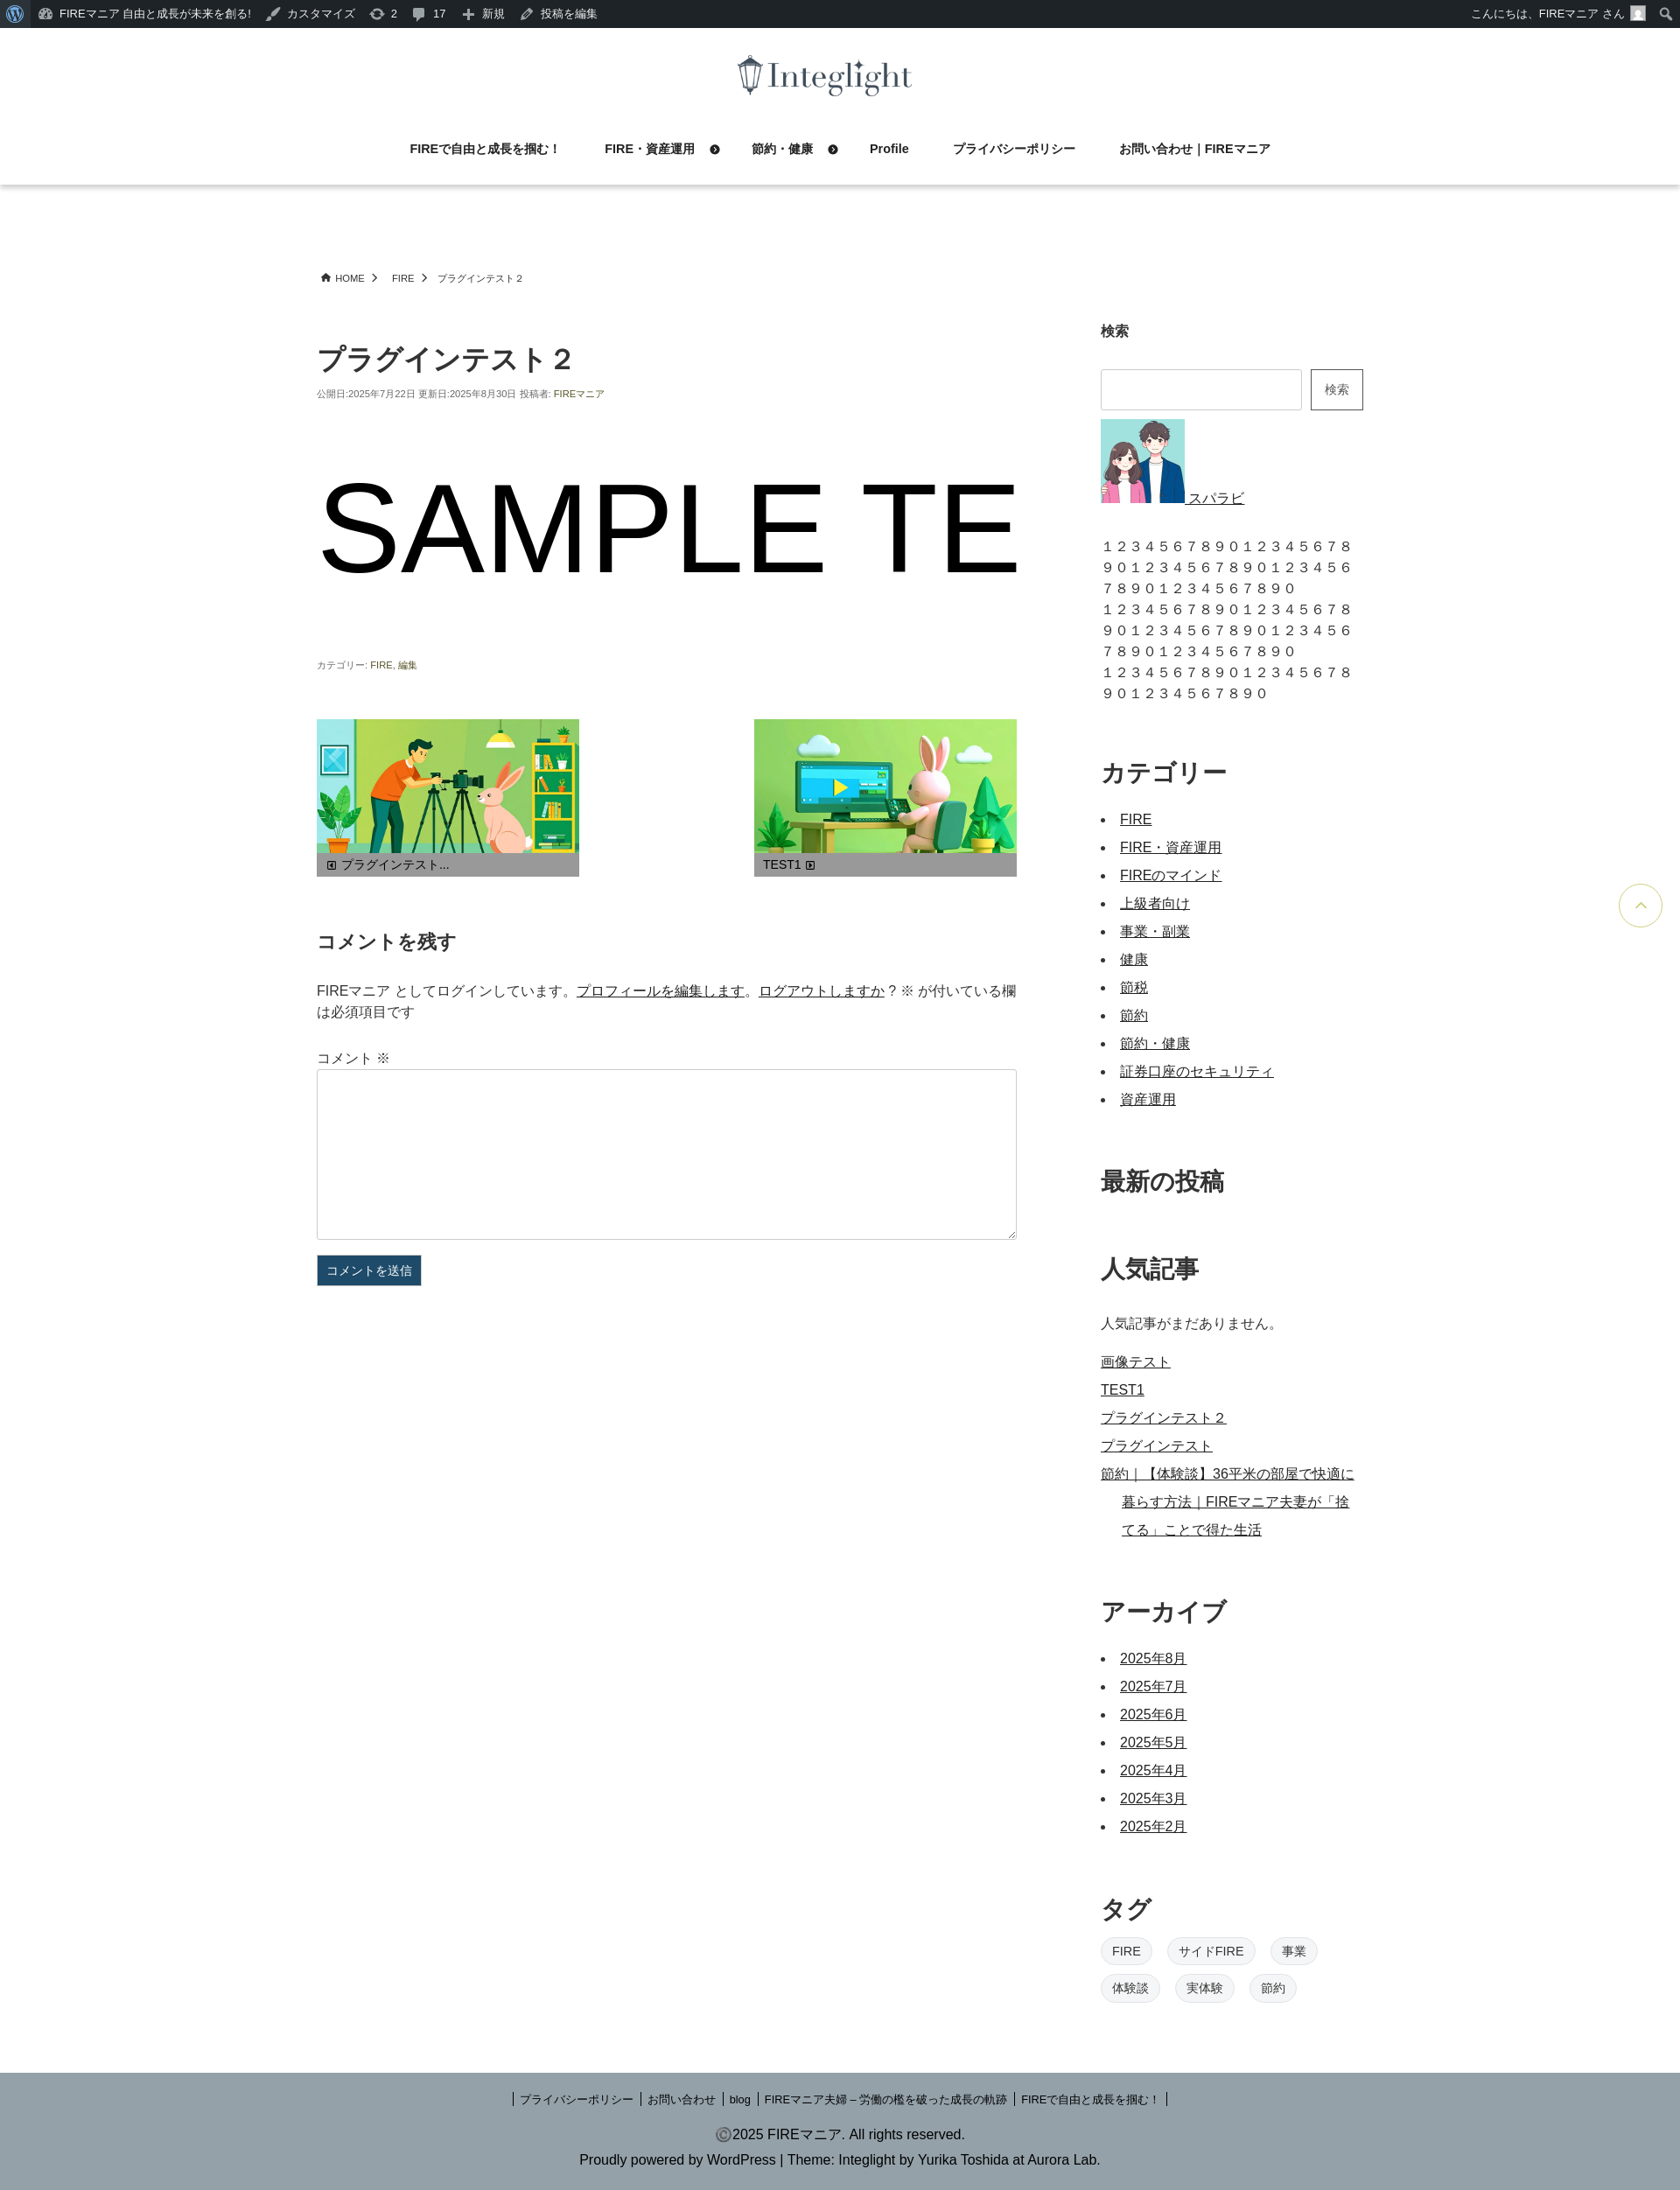 FIREマニア 自由と成長が未来を創る!
カスタマイズ
2
17
新規
投稿を編集
こんにちは、FIREマニア さん
Integlight
FIREで自由と成長を掴む！
FIRE・資産運用
節約・健康
Profile
プライバシーポリシー
お問い合わせ｜FIREマニア
HOME
FIRE
プラグインテスト２
プラグインテスト２
公開日:2025年7月22日 更新日:2025年8月30日 投稿者: FIREマニア
SAMPLE TE
カテゴリー: FIRE, 編集
プラグインテスト...
TEST1
コメントを残す
FIREマニア としてログインしています。プロフィールを編集します。ログアウトしますか ? ※ が付いている欄
は必須項目です
コメント ※
コメントを送信
検索
検索
スパラビ
１２３４５６７８９０１２３４５６７８
９０１２３４５６７８９０１２３４５６
７８９０１２３４５６７８９０
１２３４５６７８９０１２３４５６７８
９０１２３４５６７８９０１２３４５６
７８９０１２３４５６７８９０
１２３４５６７８９０１２３４５６７８
９０１２３４５６７８９０
カテゴリー
FIRE
FIRE・資産運用
FIREのマインド
上級者向け
事業・副業
健康
節税
節約
節約・健康
証券口座のセキュリティ
資産運用
最新の投稿
人気記事
人気記事がまだありません。
画像テスト
TEST1
プラグインテスト２
プラグインテスト
節約｜【体験談】36平米の部屋で快適に
暮らす方法｜FIREマニア夫妻が「捨
てる」ことで得た生活
アーカイブ
2025年8月
2025年7月
2025年6月
2025年5月
2025年4月
2025年3月
2025年2月
タグ
FIRE
サイドFIRE
事業
体験談
実体験
節約
プライバシーポリシー
お問い合わせ
blog
FIREマニア夫婦 – 労働の檻を破った成長の軌跡
FIREで自由と成長を掴む！
©2025 FIREマニア. All rights reserved.
Proudly powered by WordPress | Theme: Integlight by Yurika Toshida at Aurora Lab.